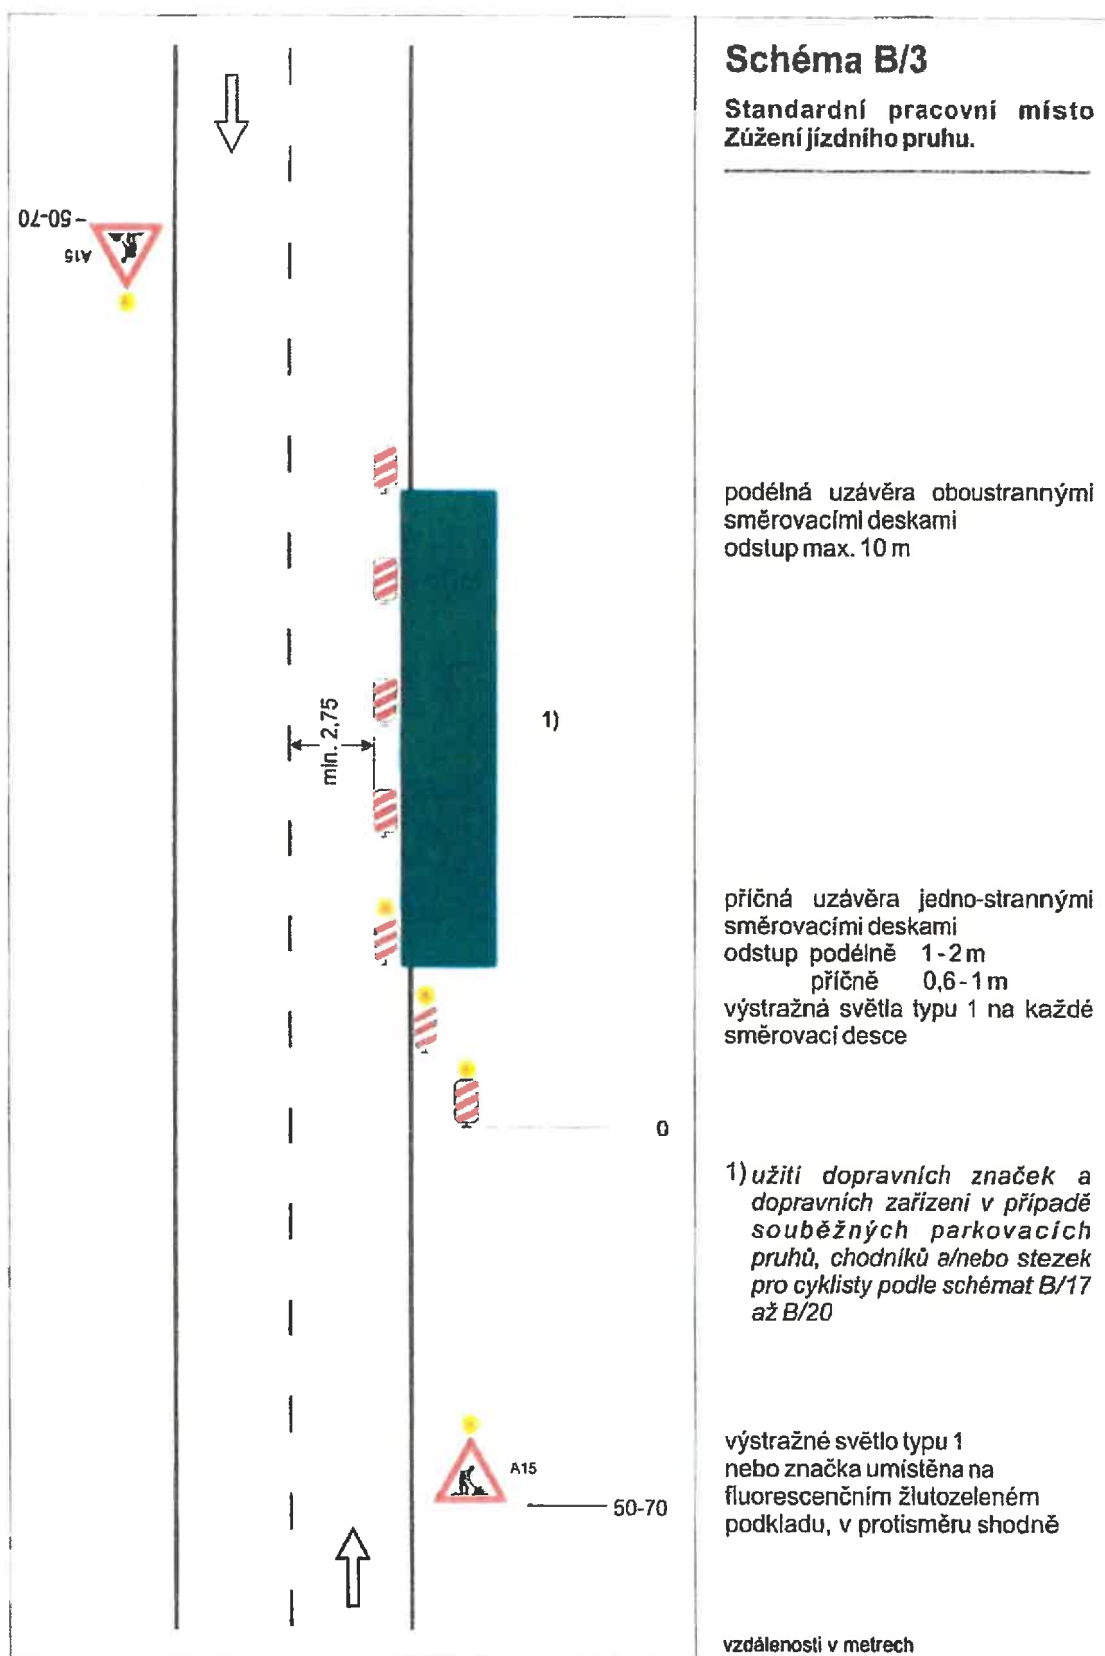 Schéma B/3
Standardní pracovní místo
Zúžení jízdního pruhu.
50-70
A15
podélná uzávěra oboustrannými
směrovacími deskami
odstup max. 10 m
min. 2,75
1)
příčná uzávěra jedno-strannými
směrovacími deskami
odstup podélně 1-2 m
příčně 0,6-1 m
výstražná světla typu 1 na každé
směrovací desce
0
1) užití dopravních značek a
dopravních zařízení v případě
souběžných parkovacích
pruhů, chodníků a/nebo stezek
pro cyklisty podle schémat B/17
až B/20
A15
50-70
výstražné světlo typu 1
nebo značka umístěna na
fluorescenčním žlutozeleném
podkladu, v protisměru shodně
vzdálenosti v metrech